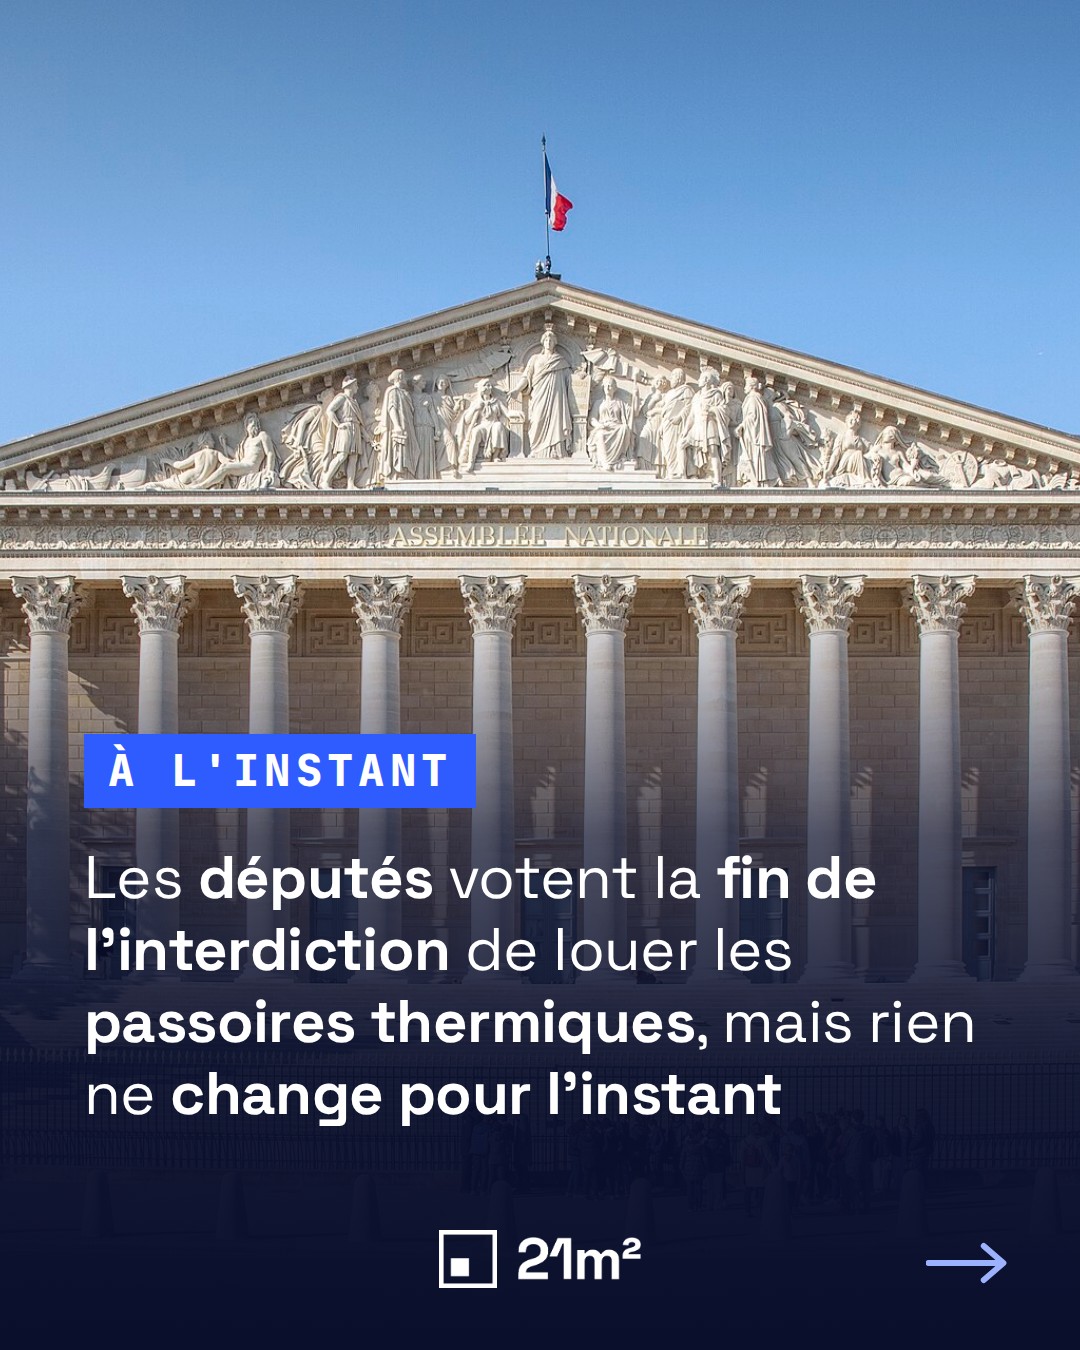 ASSEMBLÉE NATIONALE
À L'INSTANT
Les députés votent la fin de
l’interdiction de louer les
passoires thermiques, mais rien
ne change pour l’instant
21m²